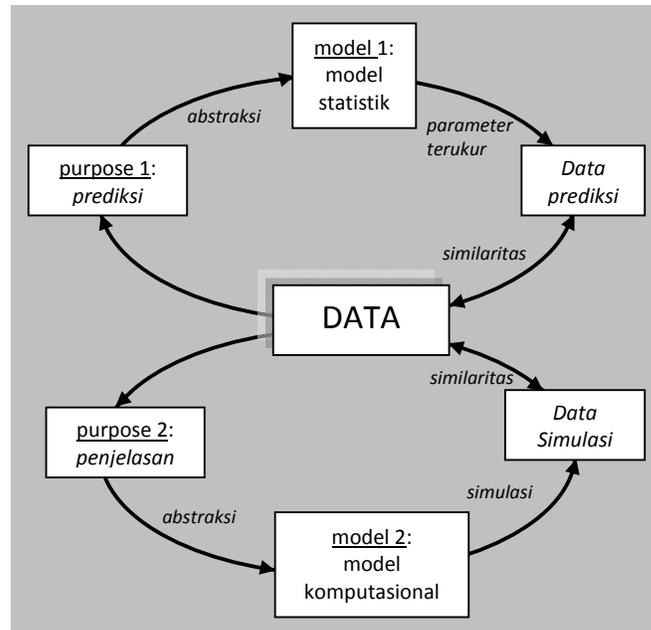 model 1:
model
statistik
abstraksi
parameter
terukur
purpose 1:
prediksi
Data
prediksi
similaritas
DATA
similaritas
purpose 2:
penjelasan
Data
Simulasi
abstraksi
simulasi
model 2:
model
komputasional